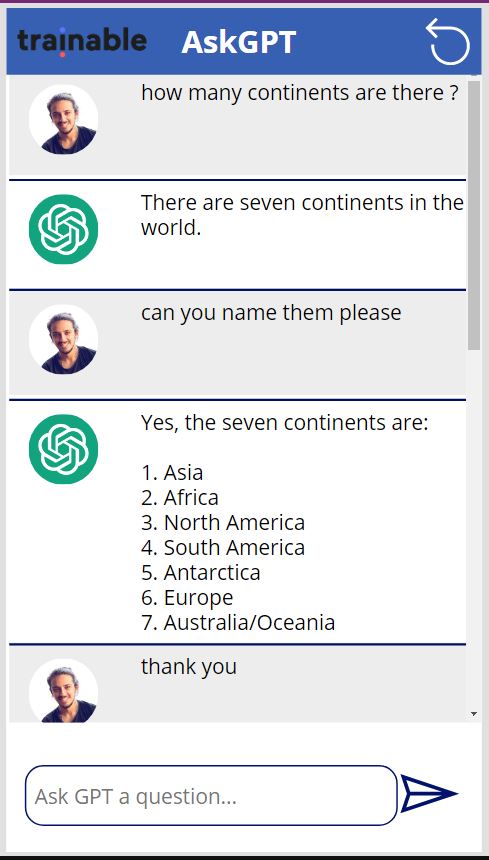 trainable AskGPT
how many continents are there ?
There are seven continents in the
world.
can you name them please
Yes, the seven continents are:
1. Asia
2. Africa
3. North America
4. South America
5. Antarctica
6. Europe
7. Australia/Oceania
thank you
Ask GPT a question...